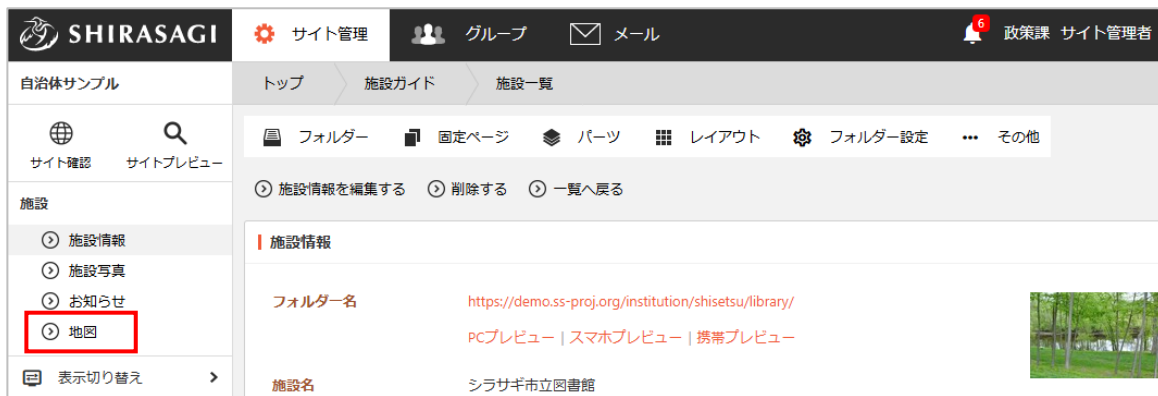 SHIRASAGI サイト管理 グループ メール 6 政策課 サイト管理者
自治体サンプル トップ 施設ガイド 施設一覧
サイト確認 サイトプレビュー フォルダー 固定ページ パーツ レイアウト フォルダー設定 その他
施設情報を編集する 削除する 一覧へ戻る
施設
施設情報
施設写真
お知らせ
地図
表示切り替え
施設情報
フォルダー名 https://demo.ss-proj.org/institution/shisetsu/library/
PCプレビュー | スマホプレビュー | 携帯プレビュー
施設名 シラサギ市立図書館